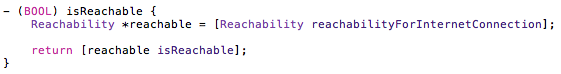 - (BOOL) isReachable {
    Reachability *reachable = [Reachability reachabilityForInternetConnection];

    return [reachable isReachable];
}